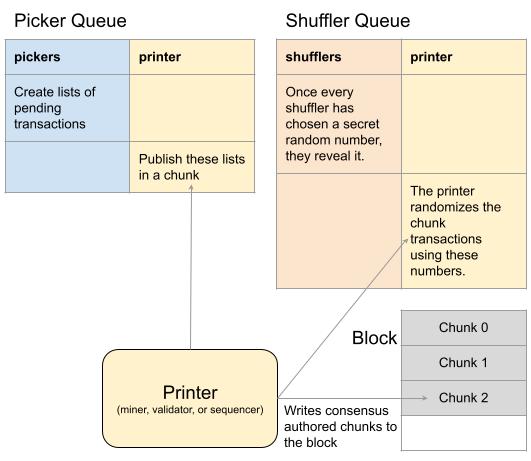 Picker Queue
pickers
printer
Create lists of
pending
transactions
Publish these lists
in a chunk
Shuffler Queue
shufflers
printer
Once every
shuffler has
chosen a secret
random number,
they reveal it.
The printer
randomizes the
chunk
transactions
using these
numbers.
Block
Chunk 0
Chunk 1
Chunk 2
Printer
(miner, validator, or sequencer)
Writes consensus
authored chunks to
the block